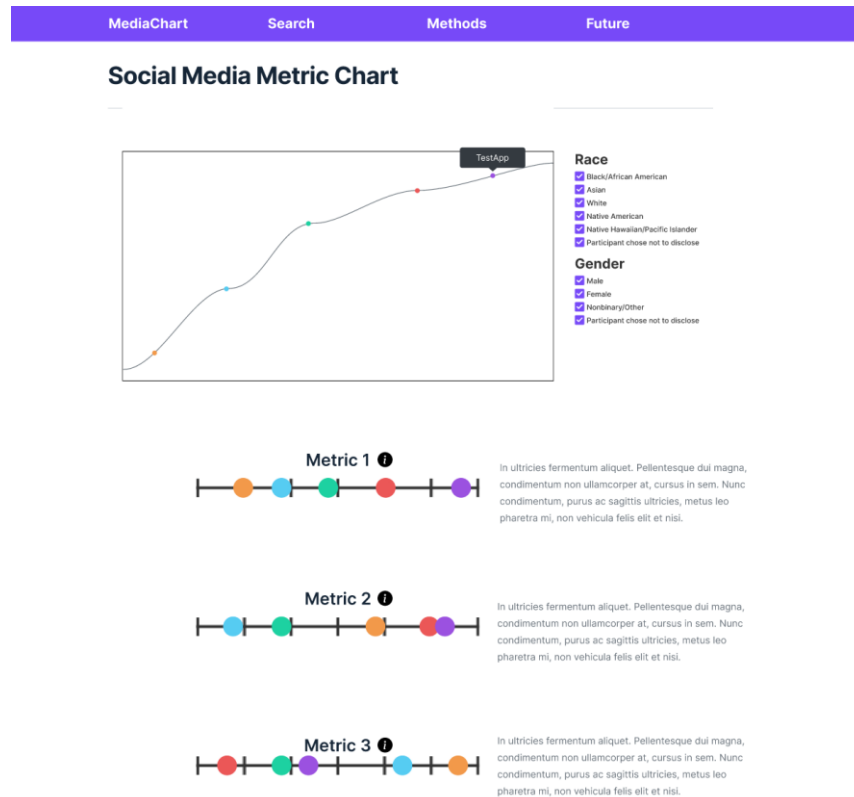 MediaChart Search Methods Future
Social Media Metric Chart
TestApp
Race
Black/African American
Asian
White
Native American
Native Hawaiian/Pacific Islander
Participant chose not to disclose
Gender
Male
Female
Nonbinary/Other
Participant chose not to disclose
Metric 1 i
In ultricies fermentum aliquet. Pellentesque dui magna,
condimentum non ullamcorper at, cursus in sem. Nunc
condimentum, purus ac sagittis ultricies, metus leo
pharetra mi, non vehicula felis elit et nisi.
Metric 2 i
In ultricies fermentum aliquet. Pellentesque dui magna,
condimentum non ullamcorper at, cursus in sem. Nunc
condimentum, purus ac sagittis ultricies, metus leo
pharetra mi, non vehicula felis elit et nisi.
Metric 3 i
In ultricies fermentum aliquet. Pellentesque dui magna,
condimentum non ullamcorper at, cursus in sem. Nunc
condimentum, purus ac sagittis ultricies, metus leo
pharetra mi, non vehicula felis elit et nisi.